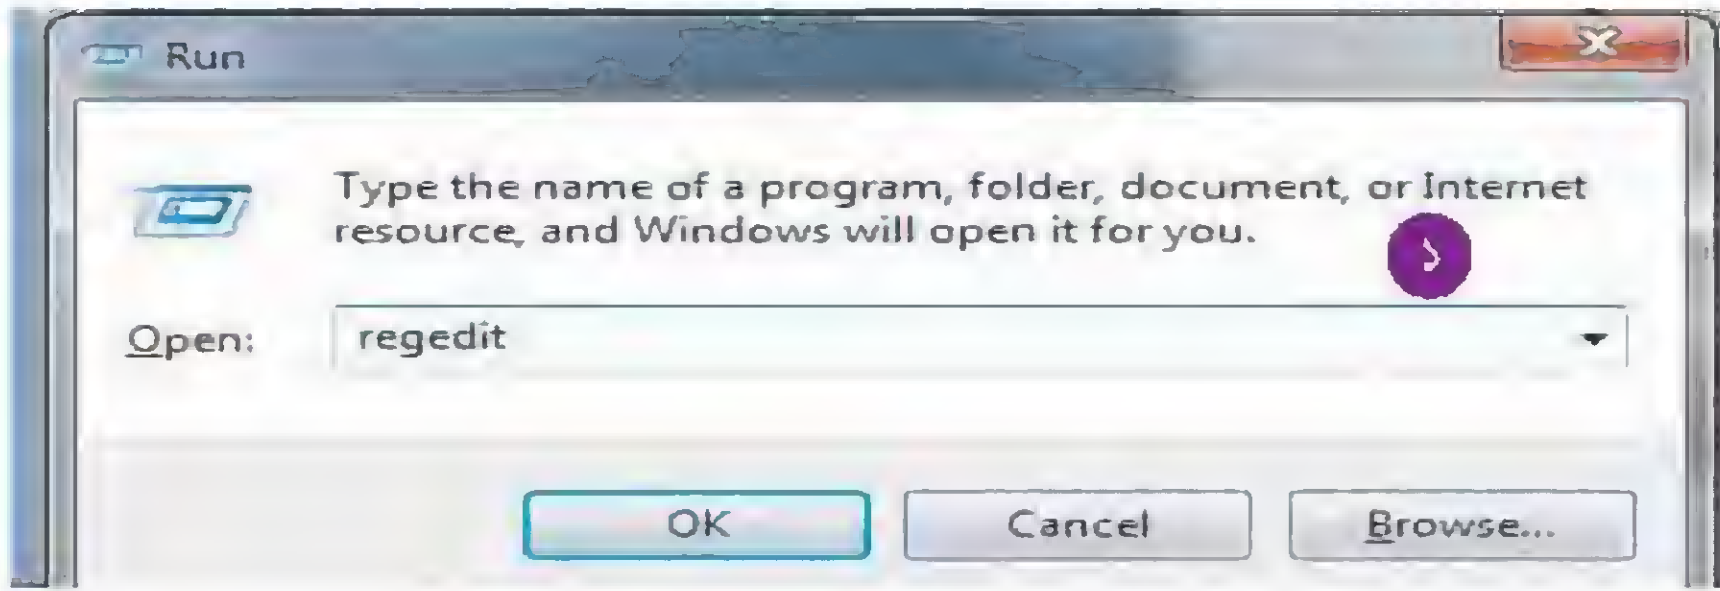 Run
Type the name of a program, folder, document, or Internet
resource, and Windows will open it for you.
Open:
regedit
OK
Cancel
Browse...